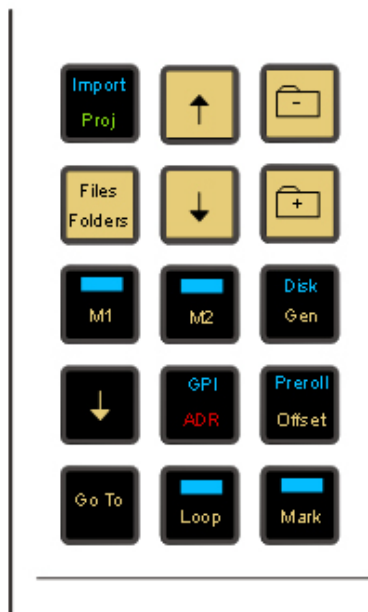 Import
Proj
↑
-
Files
Folders
↓
+
M1
M2
Disk
Gen
↓
GPI
ADR
Preroll
Offset
Go To
Loop
Mark